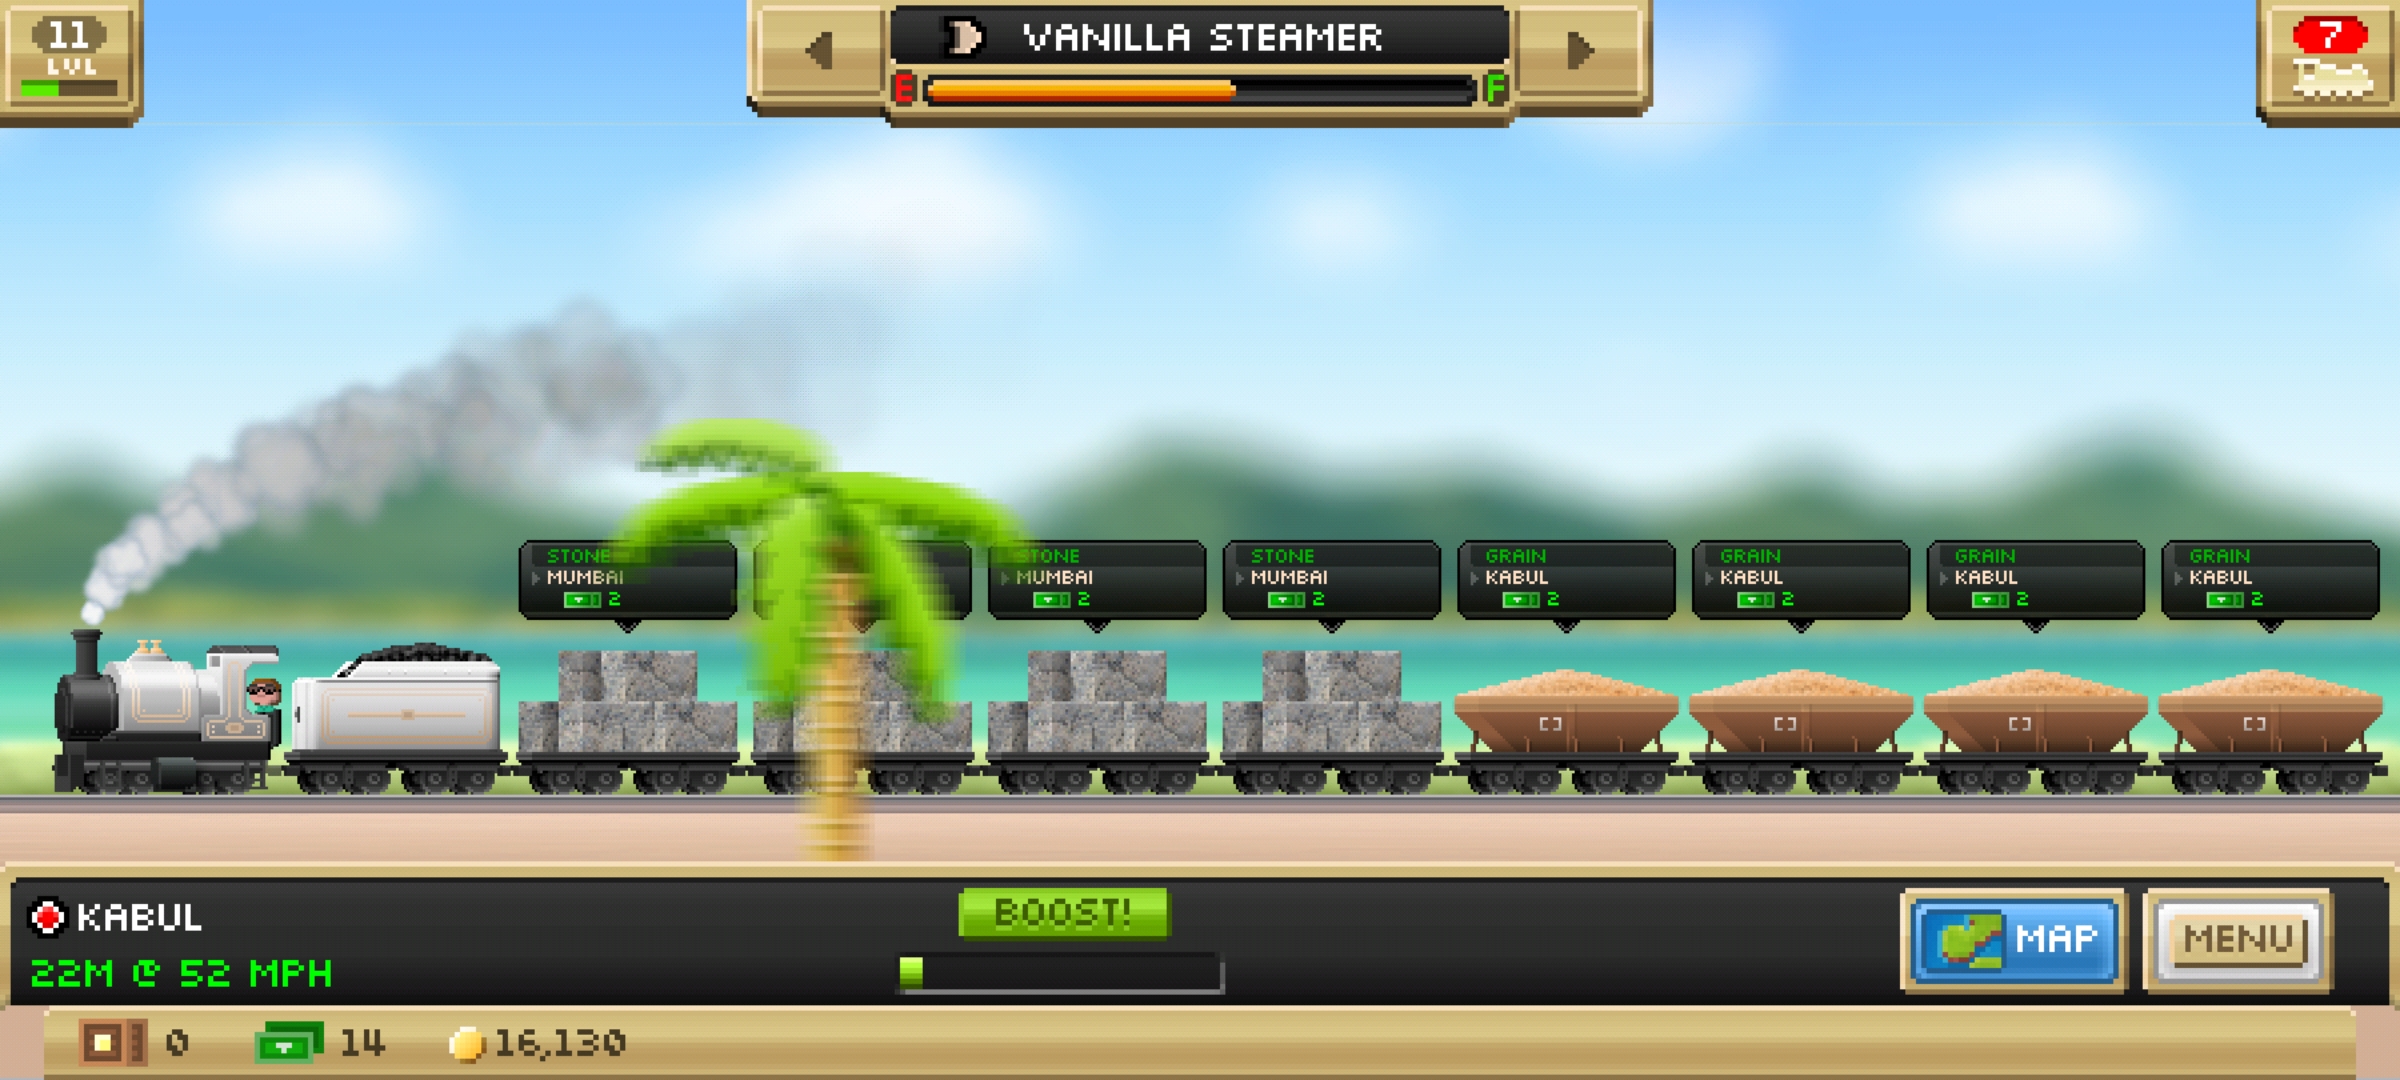 11
LVL
VANILLA STEAMER
E F
7
STONE
MUMBAI
2
STONE
MUMBAI
2
STONE
MUMBAI
2
GRAIN
KABUL
2
GRAIN
KABUL
2
GRAIN
KABUL
2
GRAIN
KABUL
2
KABUL
22M @ 52 MPH
BOOST!
MAP
MENU
0
14
16,130